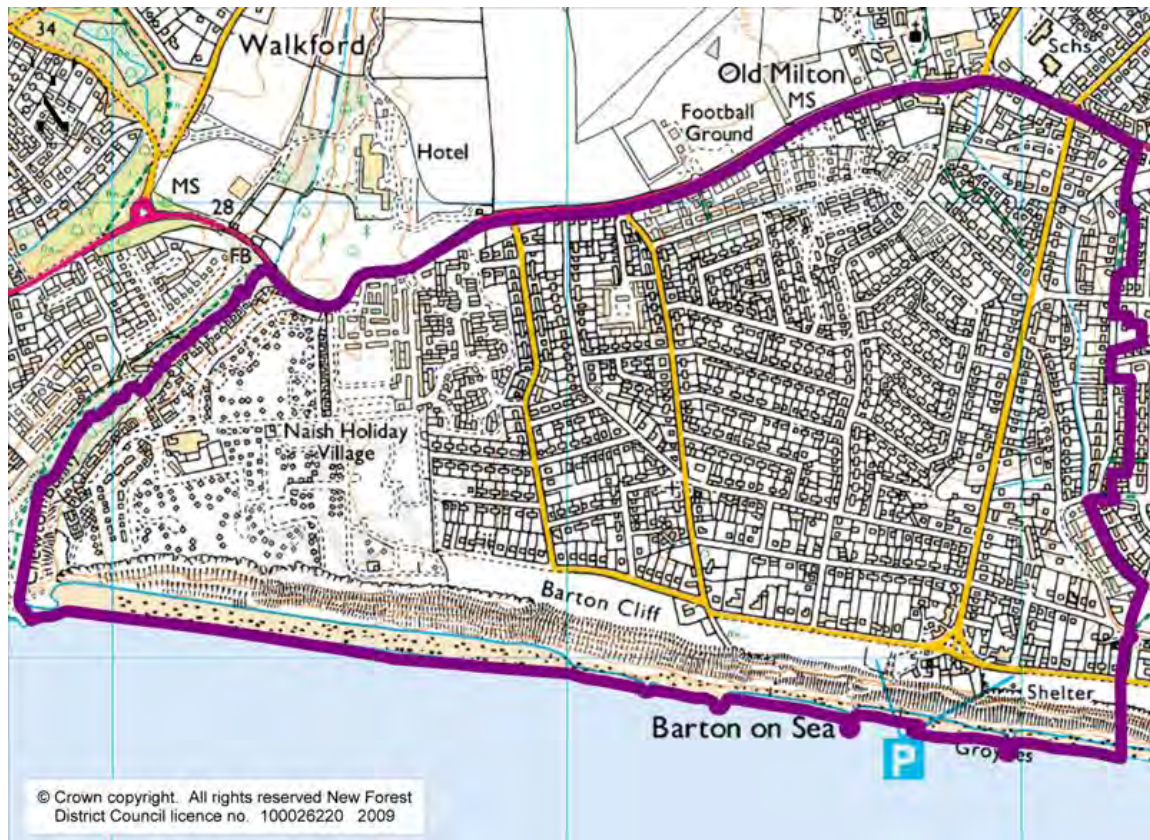 34
Walkford
Schs
Old Milton
MS
Football
Ground
Hotel
MS
28
FB
Naish Holiday
Village
Barton Cliff
Shelter
Barton on Sea
P
Groynes
© Crown copyright. All rights reserved New Forest
District Council licence no. 100026220 2009